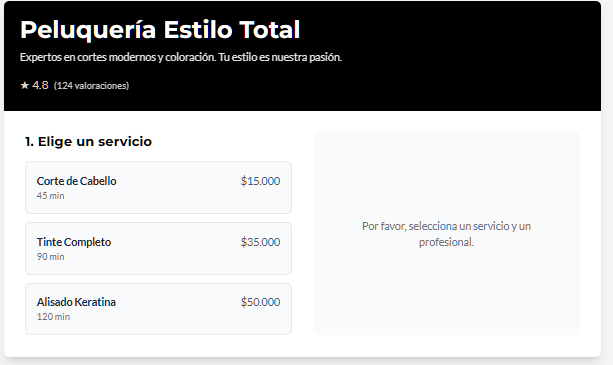 Peluquería Estilo Total
Expertos en cortes modernos y coloración. Tu estilo es nuestra pasión.
★ 4.8 (124 valoraciones)
1. Elige un servicio
Corte de Cabello $15.000
45 min
Tinte Completo $35.000
90 min
Alisado Keratina $50.000
120 min
Por favor, selecciona un servicio y un
profesional.